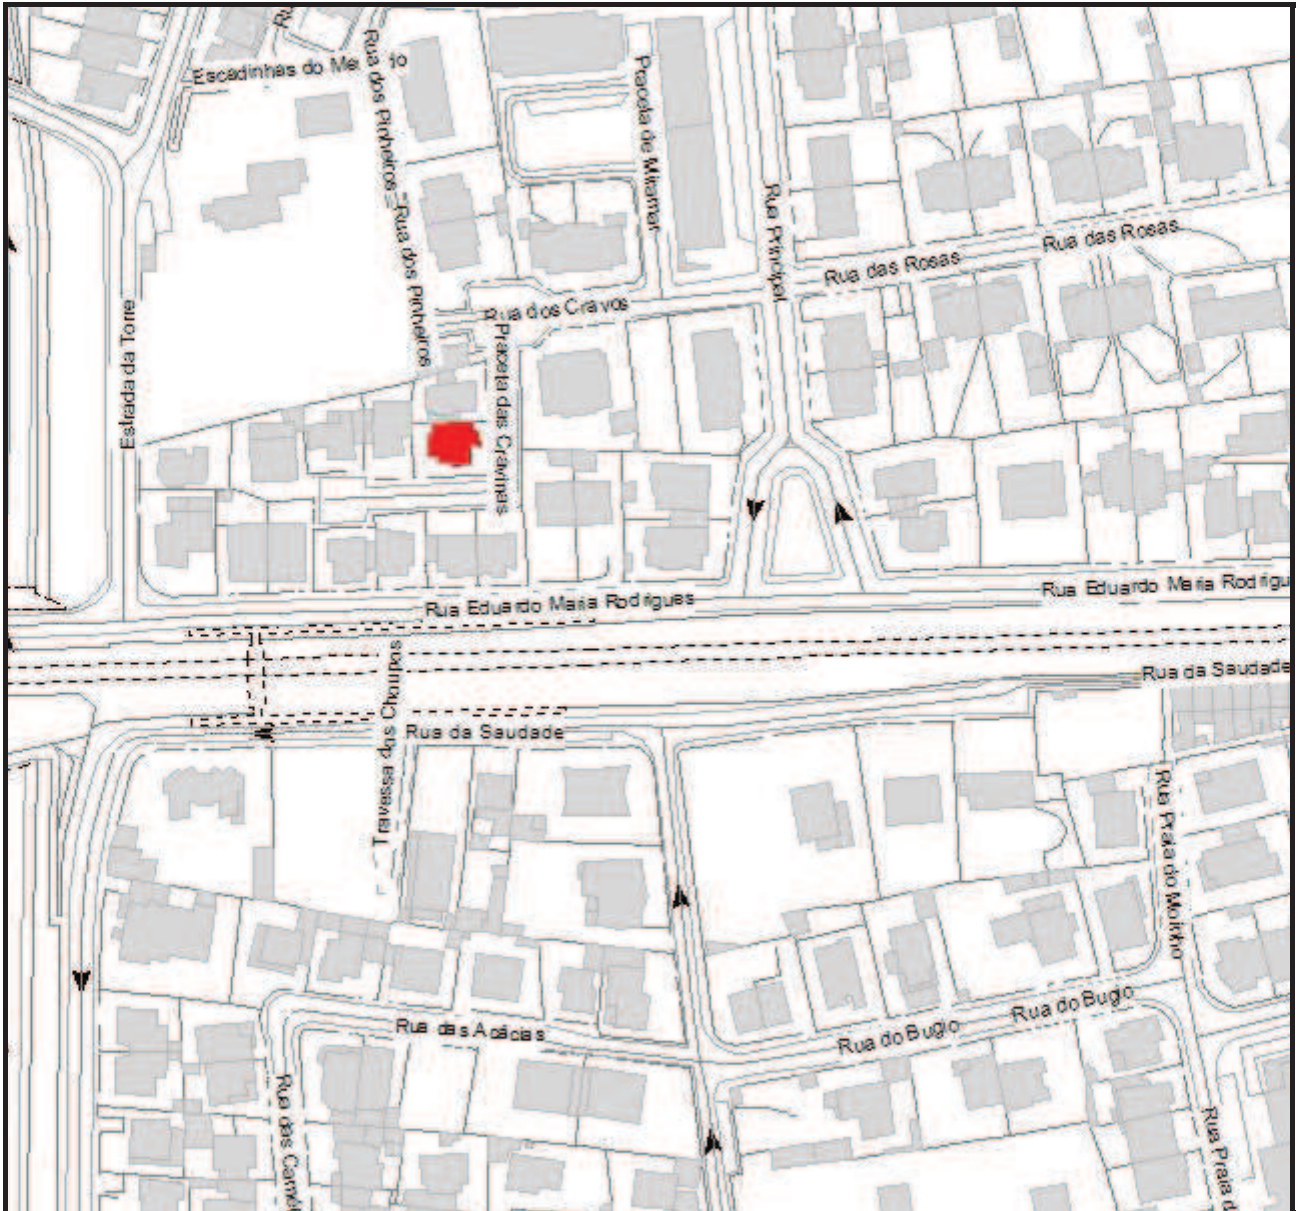 Escadinhas do
Rua dos Pinheiros
Praceta de Miramar
Rua dos Pinheiros
Rua Principal
Rua das Rosas
Rua das Rosas
Rua dos Cravos
Estrada da Torre
Praceta das Cravinas
Rua Eduardo Maria Rodrigues
Rua Eduardo Maria Rodrigu
Travessa dos Choupos
Rua da Saudade
Rua da Saudade
Rua Praia do Moinho
Rua das Acácias
Rua do Bugio
Rua do Bugio
Rua das Camél
Rua Praia d